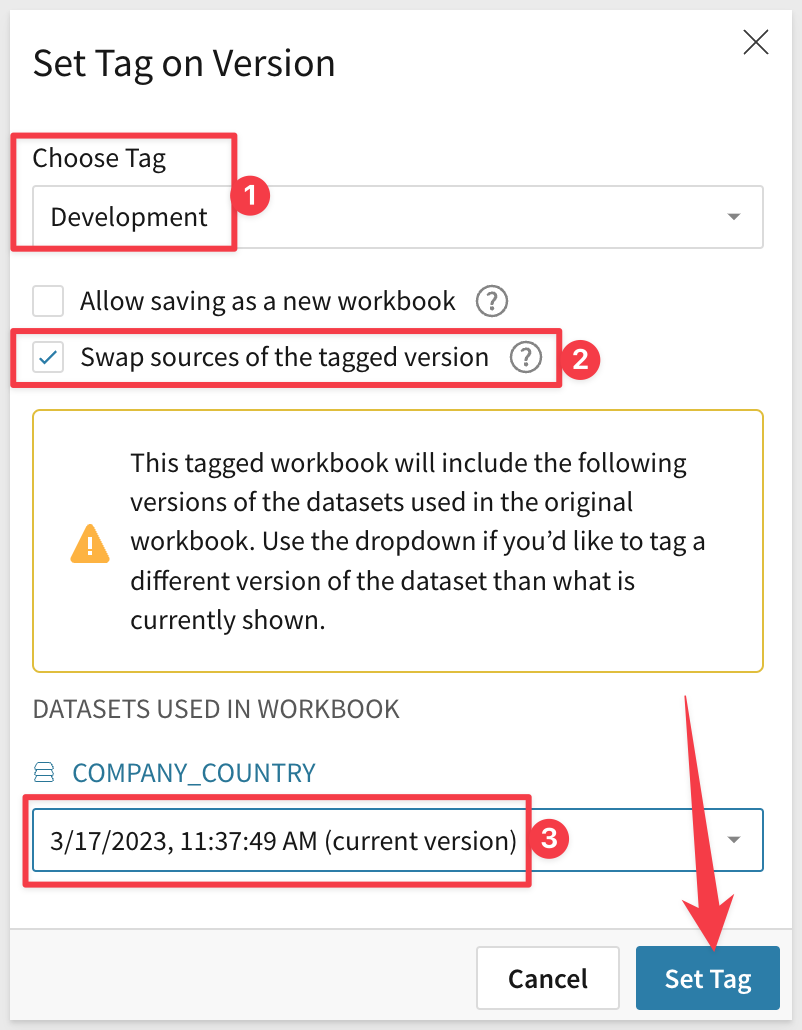 Set Tag on Version
Choose Tag
1
Development
Allow saving as a new workbook ?
Swap sources of the tagged version ?
2
This tagged workbook will include the following
versions of the datasets used in the original
workbook. Use the dropdown if you’d like to tag a
different version of the dataset than what is
currently shown.
DATASETS USED IN WORKBOOK
COMPANY_COUNTRY
3/17/2023, 11:37:49 AM (current version)
3
Cancel
Set Tag